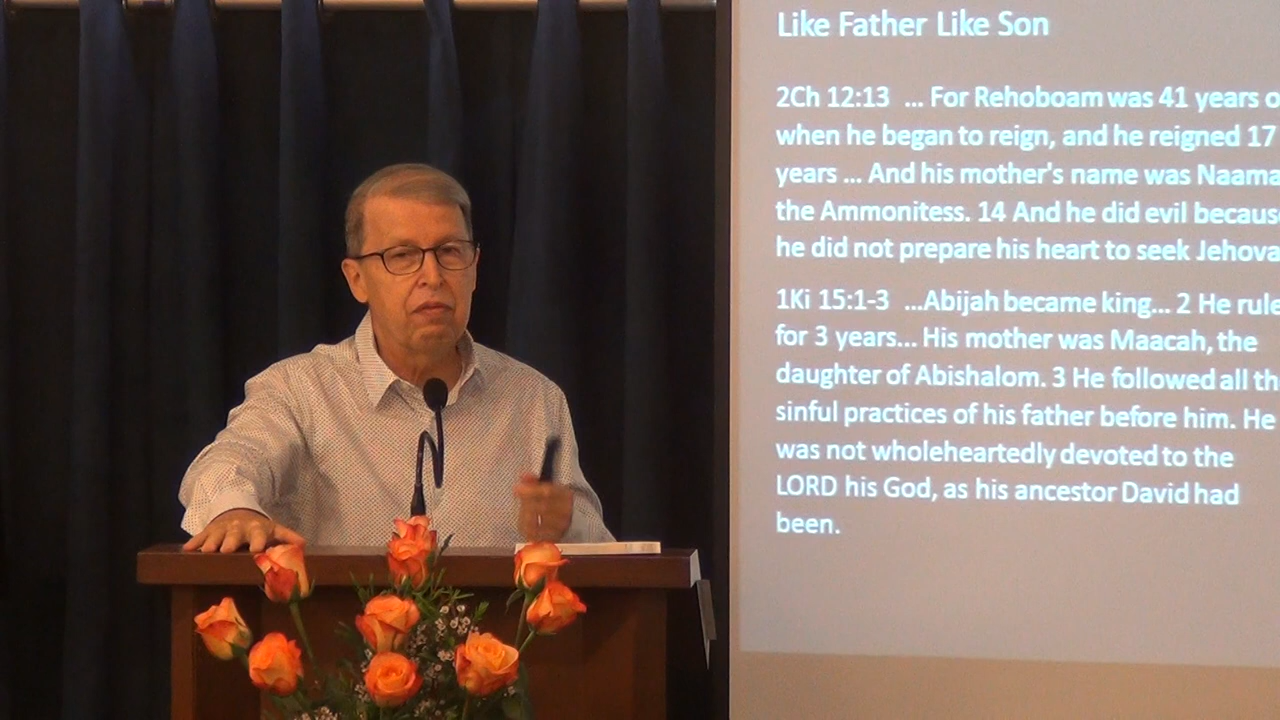 Like Father Like Son
2Ch 12:13 ... For Rehoboam was 41 years o
when he began to reign, and he reigned 17
years ... And his mother's name was Naama
the Ammonitess. 14 And he did evil becaus
he did not prepare his heart to seek Jehova
1Ki 15:1-3 ...Abijah became king... 2 He rule
for 3 years... His mother was Maacah, the
daughter of Abishalom. 3 He followed all th
sinful practices of his father before him. He
was not wholeheartedly devoted to the
LORD his God, as his ancestor David had
been.